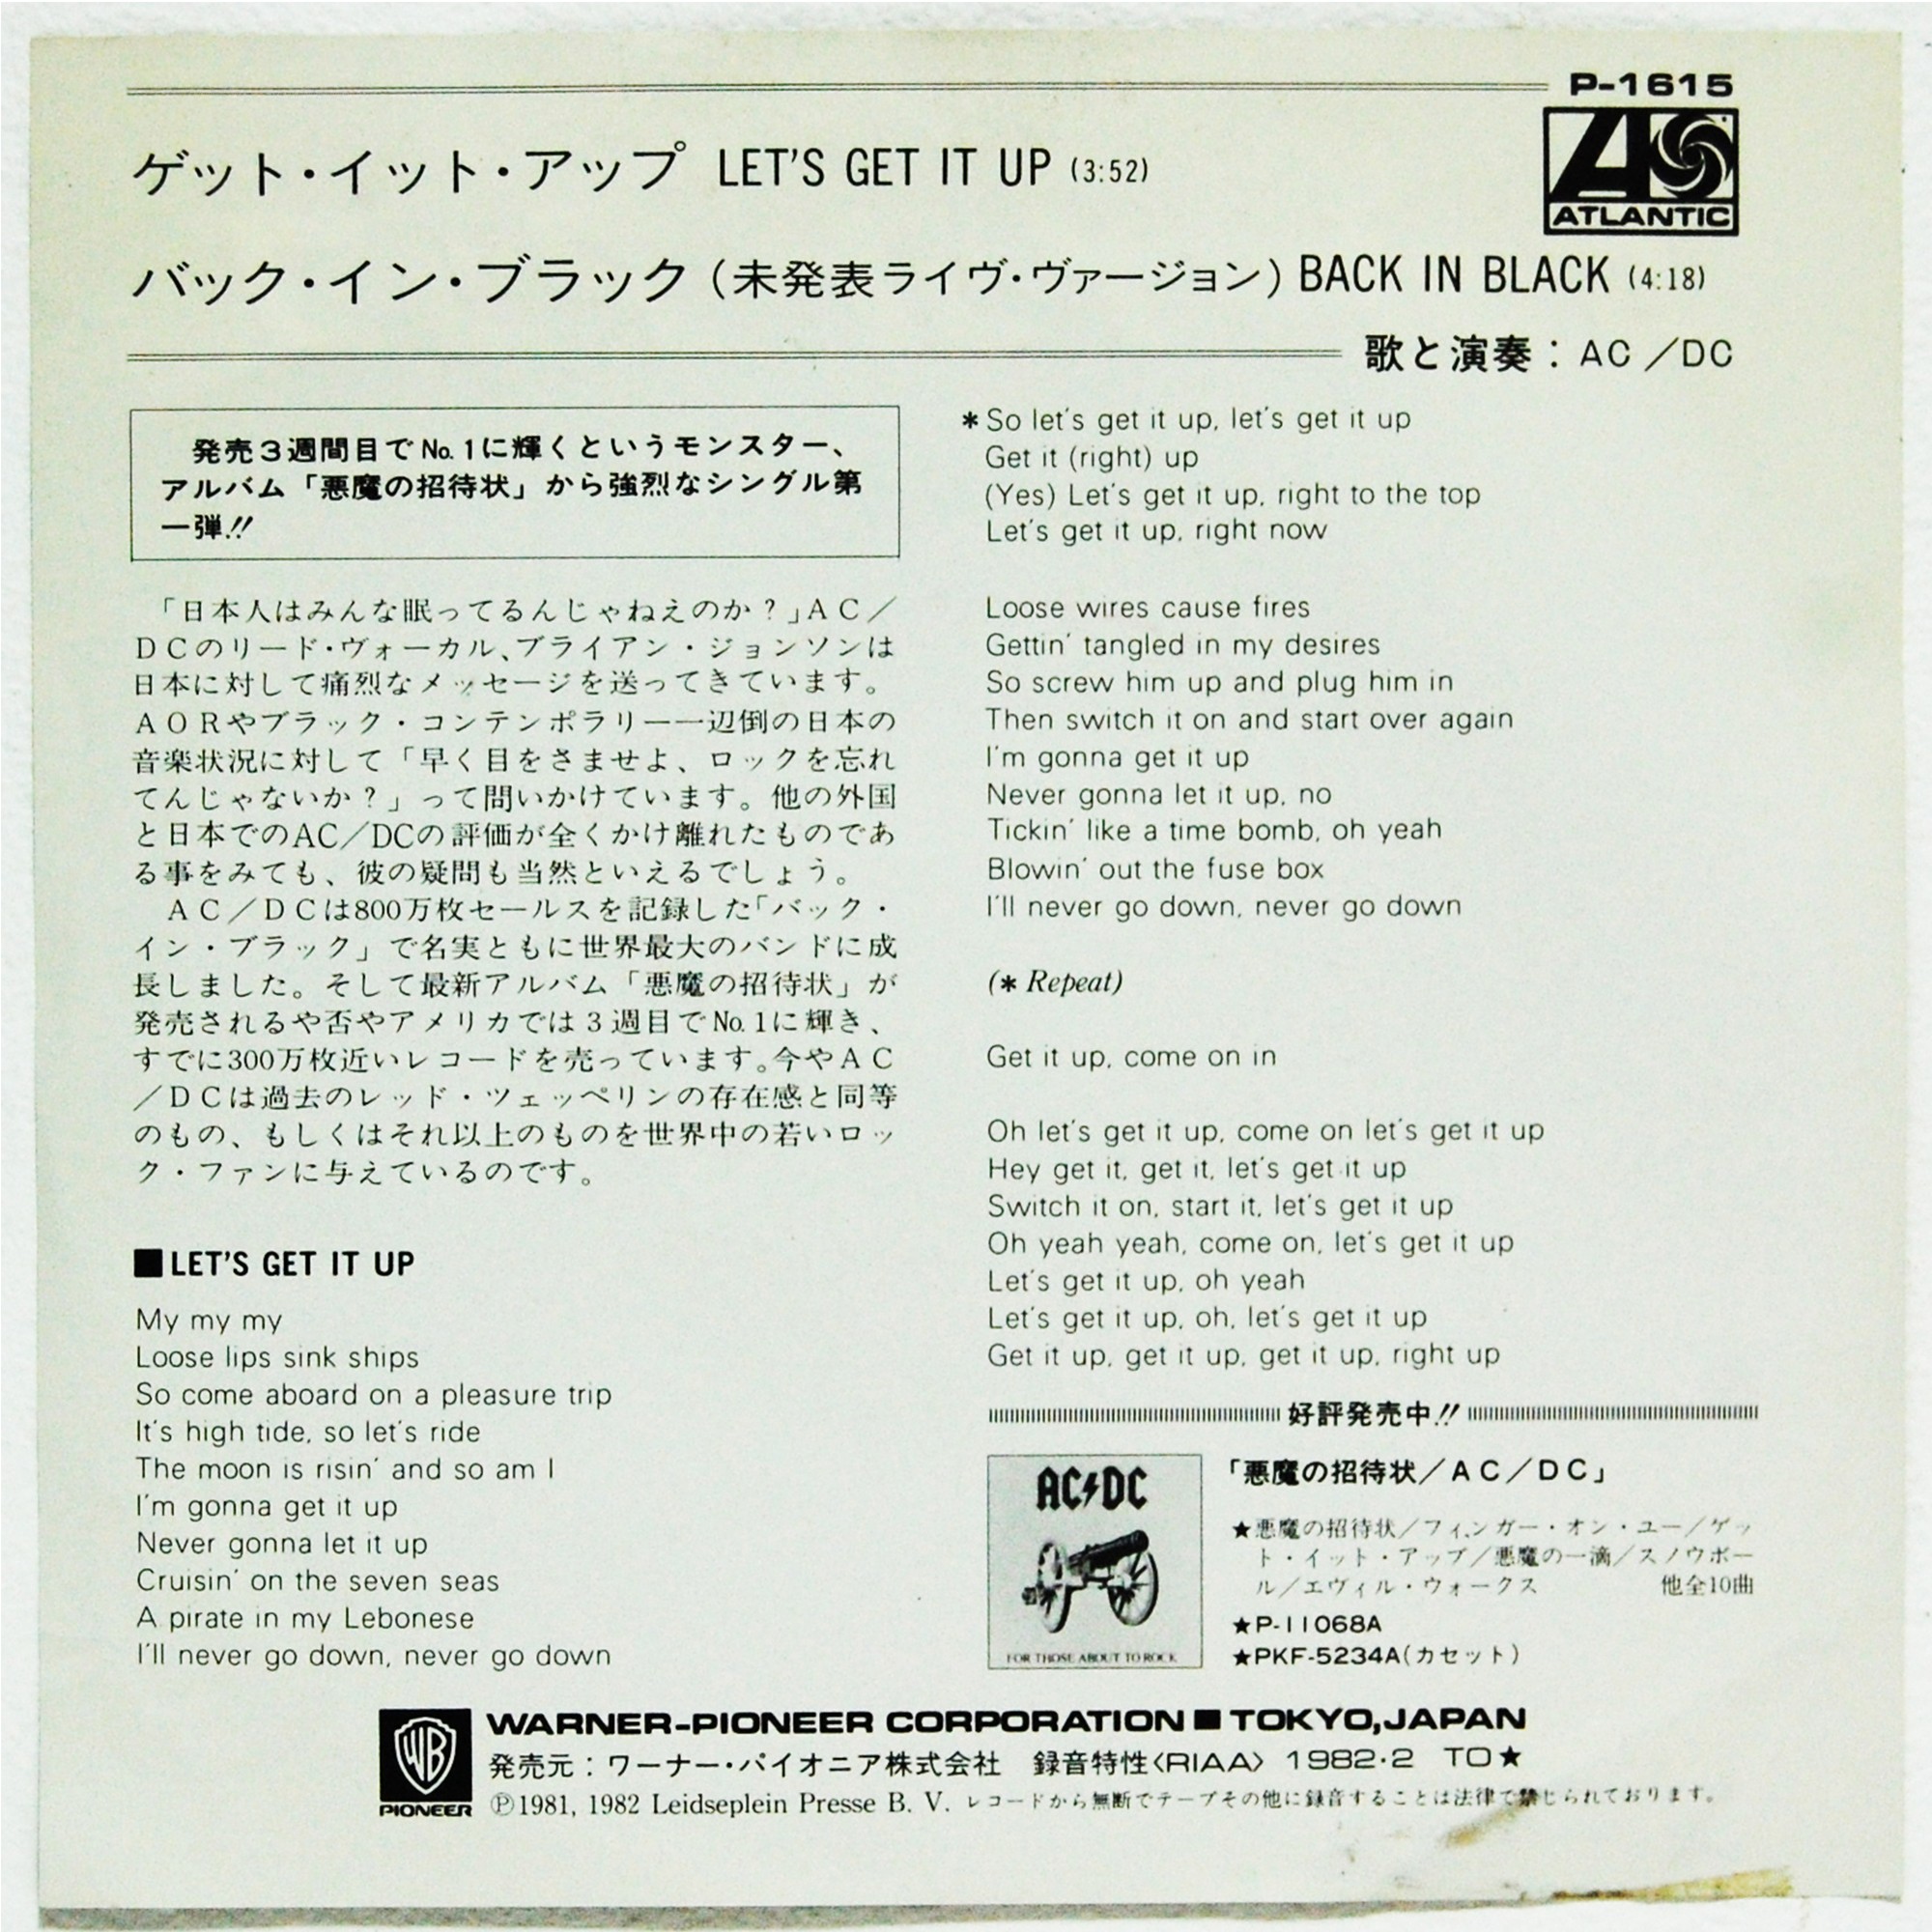 P-1615
ATLANTIC
ゲット・イット・アップ LET'S GET IT UP (3:52)
バック・イン・ブラック(未発表ライヴ・ヴァージョン) BACK IN BLACK (4:18)
歌と演奏：AC／DC
発売3週間目で№1に輝くというモンスター、
アルバム「悪魔の招待状」から強烈なシングル第
一弾!!
「日本人はみんな眠ってるんじゃねえのか？」AC／
DCのリード・ヴォーカル、ブライアン・ジョンソンは
日本に対して痛烈なメッセージを送ってきています。
AORやブラック・コンテンポラリー一辺倒の日本の
音楽状況に対して「早く目をさませよ、ロックを忘れ
てんじゃないか？」って問いかけています。他の外国
と日本でのAC／DCの評価が全くかけ離れたものであ
る事をみても、彼の疑問も当然といえるでしょう。
AC／DCは800万枚セールスを記録した「バック・
イン・ブラック」で名実ともに世界最大のバンドに成
長しました。そして最新アルバム「悪魔の招待状」が
発売されるや否やアメリカでは3週目で№1に輝き、
すでに300万枚近いレコードを売っています。今やAC
／DCは過去のレッド・ツェッペリンの存在感と同等
のもの、もしくはそれ以上のものを世界中の若いロッ
ク・ファンに与えているのです。
■LET'S GET IT UP
My my my
Loose lips sink ships
So come aboard on a pleasure trip
It's high tide, so let's ride
The moon is risin' and so am I
I'm gonna get it up
Never gonna let it up
Cruisin' on the seven seas
A pirate in my Lebonese
I'll never go down, never go down
*So let's get it up, let's get it up
Get it (right) up
(Yes) Let's get it up, right to the top
Let's get it up, right now
Loose wires cause fires
Gettin' tangled in my desires
So screw him up and plug him in
Then switch it on and start over again
I'm gonna get it up
Never gonna let it up, no
Tickin' like a time bomb, oh yeah
Blowin' out the fuse box
I'll never go down, never go down
(* Repeat)
Get it up, come on in
Oh let's get it up, come on let's get it up
Hey get it, get it, let's get it up
Switch it on, start it, let's get it up
Oh yeah yeah, come on, let's get it up
Let's get it up, oh yeah
Let's get it up, oh, let's get it up
Get it up, get it up, get it up, right up
好評発売中!!
AC⚡DC
FOR THOSE ABOUT TO ROCK
「悪魔の招待状／AC／DC」
★悪魔の招待状／フィンガー・オン・ユー／ゲッ
ト・イット・アップ／悪魔の一滴／スノウボー
ル／エヴィル・ウォークス 他全10曲
★P-11068A
★PKF-5234A(カセット)
WB
PIONEER
WARNER-PIONEER CORPORATION■TOKYO,JAPAN
発売元：ワーナー・パイオニア株式会社 録音特性〈RIAA〉 1982・2 TO★
Ⓟ1981, 1982 Leidseplein Presse B. V. レコードから無断でテープその他に録音することは法律で禁じられております。